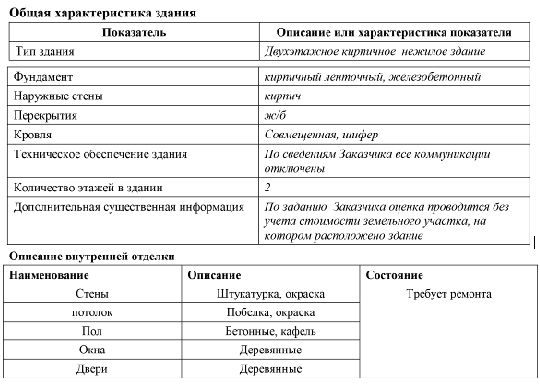 Общая характеристика здания
Показатель Описание или характеристика показателя
Тип здания Двухэтажное кирпичное нежилое здание
Фундамент кирпичный ленточный, железобетонный
Наружные стены кирпич
Перекрытия ж/б
Кровля Совмещенная, шифер
Техническое обеспечение здания По сведениям Заказчика все коммуникации
отключены
Количество этажей в здания 2
Дополнительная существенная информация По заданию Заказчика оценка проводится без
учета стоимости земельного участка, на
котором расположено здание
Описание внутренней отделки
Наименование Описание Состояние
Стены Штукатурка, окраска Требует ремонта
потолок Побелка, окраска
Пол Бетонные, кафель
Окна Деревянные
Двери Деревянные